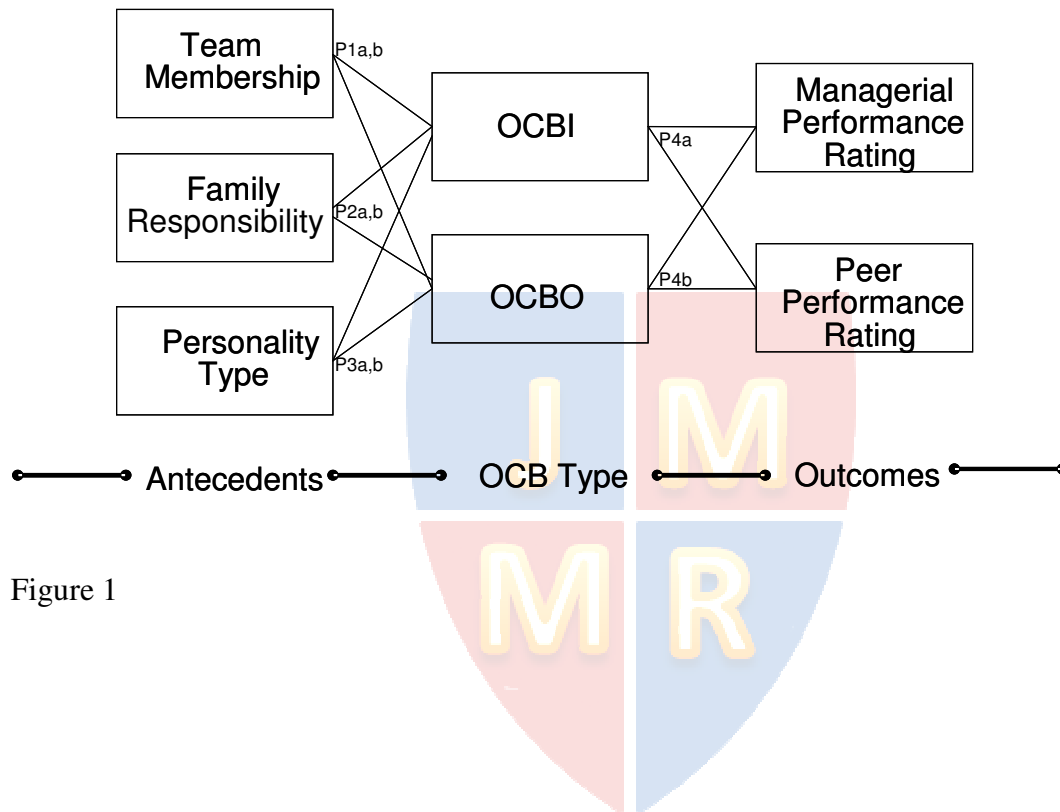 Team
Membership
P1a,b
Family
Responsibility
P2a,b
Personality
Type
P3a,b
OCBI
P4a
OCBO
P4b
Managerial
Performance
Rating
Peer
Performance
Rating
Antecedents
OCB Type
Outcomes
J M
M R
Figure 1